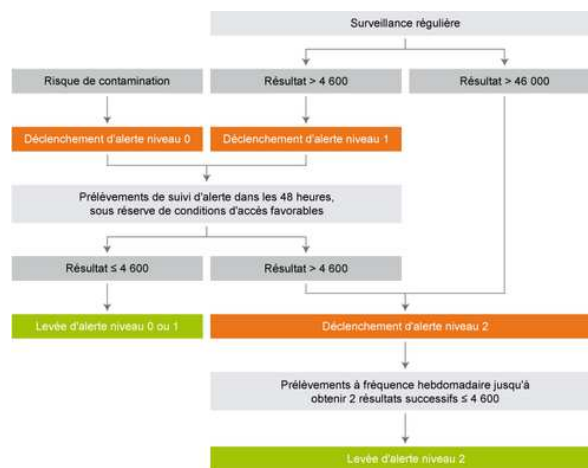 Surveillance régulière
Risque de contamination
Résultat > 4 600
Résultat > 46 000
Déclenchement d'alerte niveau 0
Déclenchement d'alerte niveau 1
Prélèvements de suivi d'alerte dans les 48 heures,
sous réserve de conditions d'accès favorables
Résultat ≤ 4 600
Résultat > 4 600
Levée d'alerte niveau 0 ou 1
Déclenchement d'alerte niveau 2
Prélèvements à fréquence hebdomadaire jusqu'à
obtenir 2 résultats successifs ≤ 4 600
Levée d'alerte niveau 2